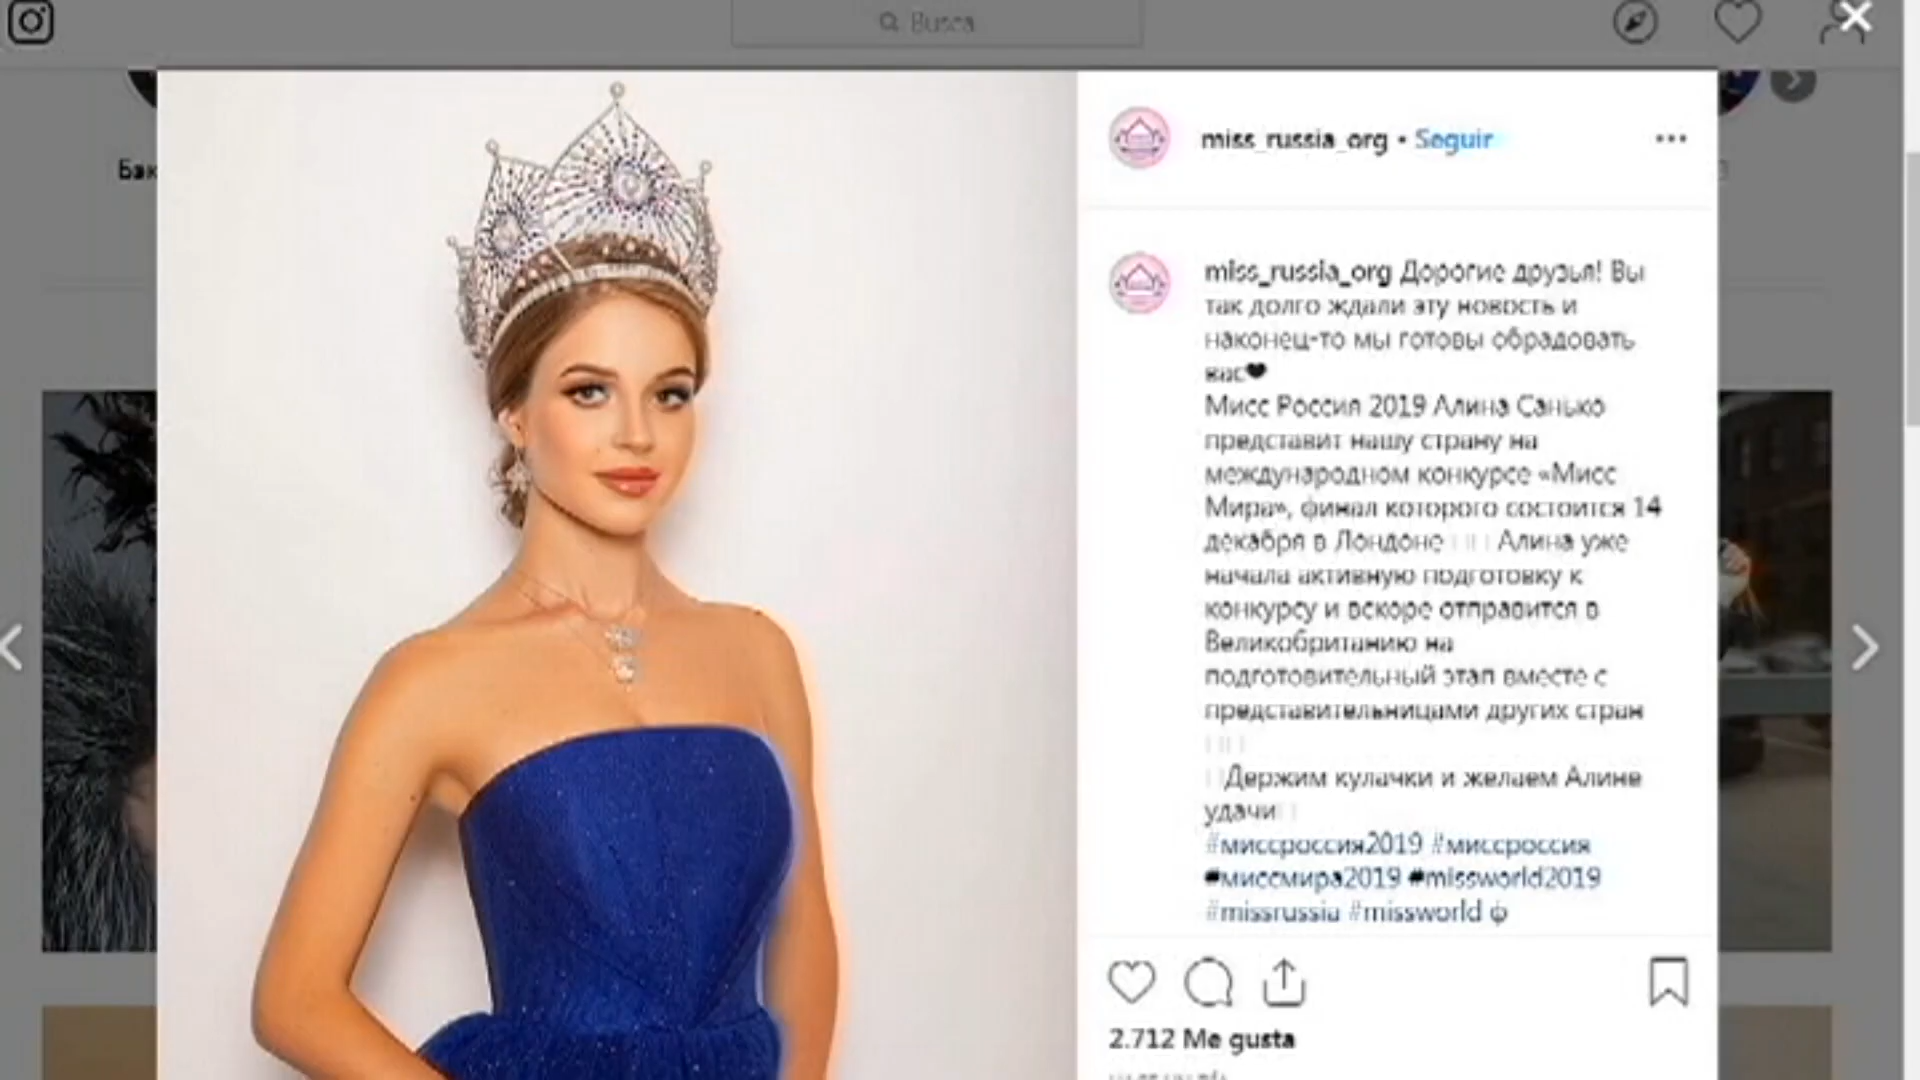 Busca
Бак
miss_russia_org • Seguir
miss_russia_org Дорогие друзья! Вы
так долго ждали эту новость и
наконец-то мы готовы обрадовать
вас🖤
Мисс Россия 2019 Алина Санько
представит нашу страну на
международном конкурсе «Мисс
Мира», финал которого состоится 14
декабря в Лондоне Алина уже
начала активную подготовку к
конкурсу и вскоре отправится в
Великобританию на
подготовительный этап вместе с
представительницами других стран
Держим кулачки и желаем Алине
удачи
#миссроссия2019 #миссроссия
#миссмира2019 #missworld2019
#missrussia #missworld ф
2.712 Me gusta